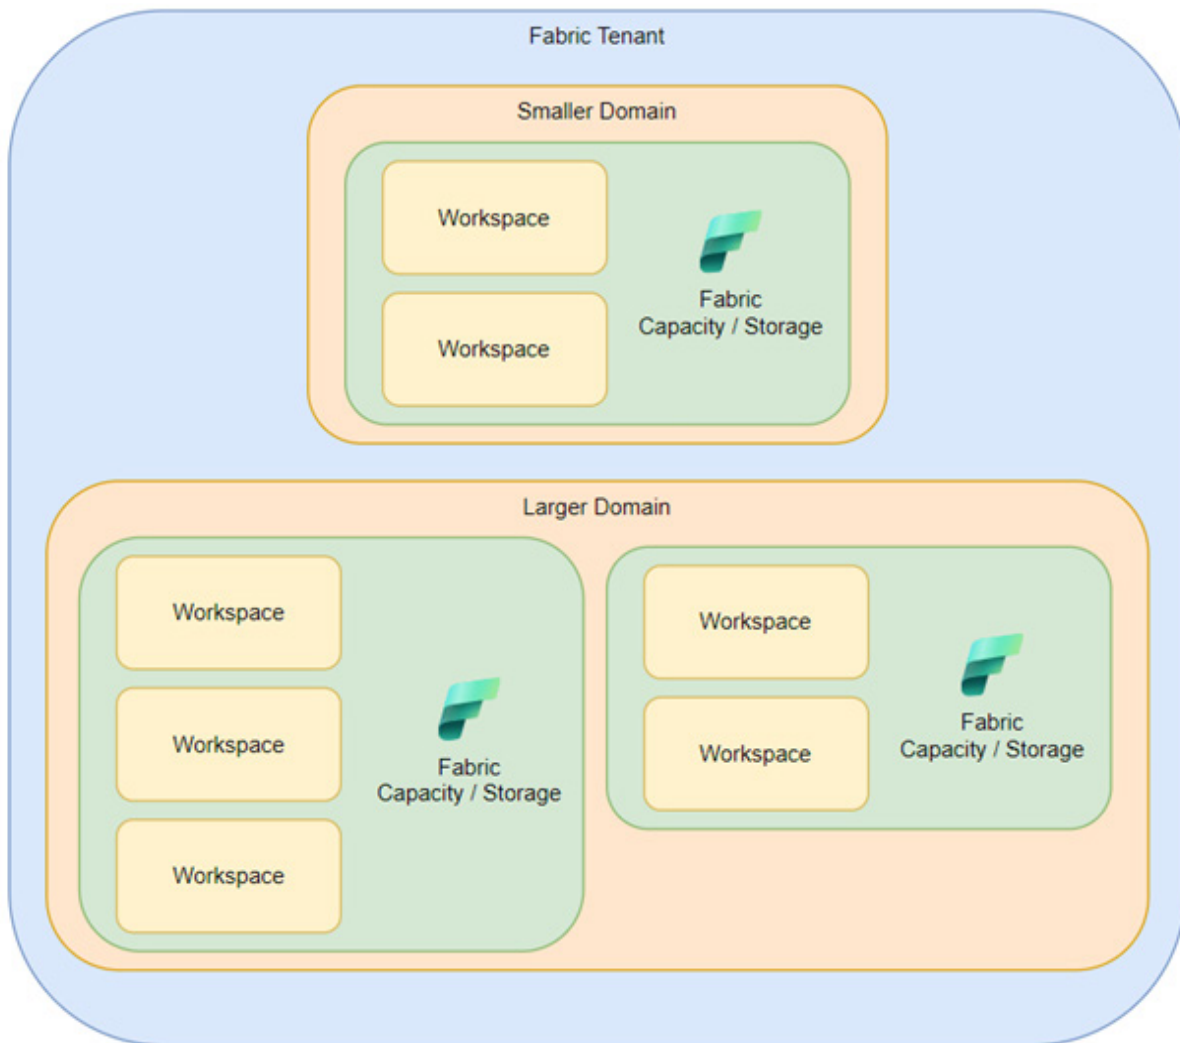 Fabric Tenant
Smaller Domain
Workspace
Workspace
Fabric
Capacity / Storage
Larger Domain
Workspace
Workspace
Workspace
Fabric
Capacity / Storage
Workspace
Workspace
Fabric
Capacity / Storage